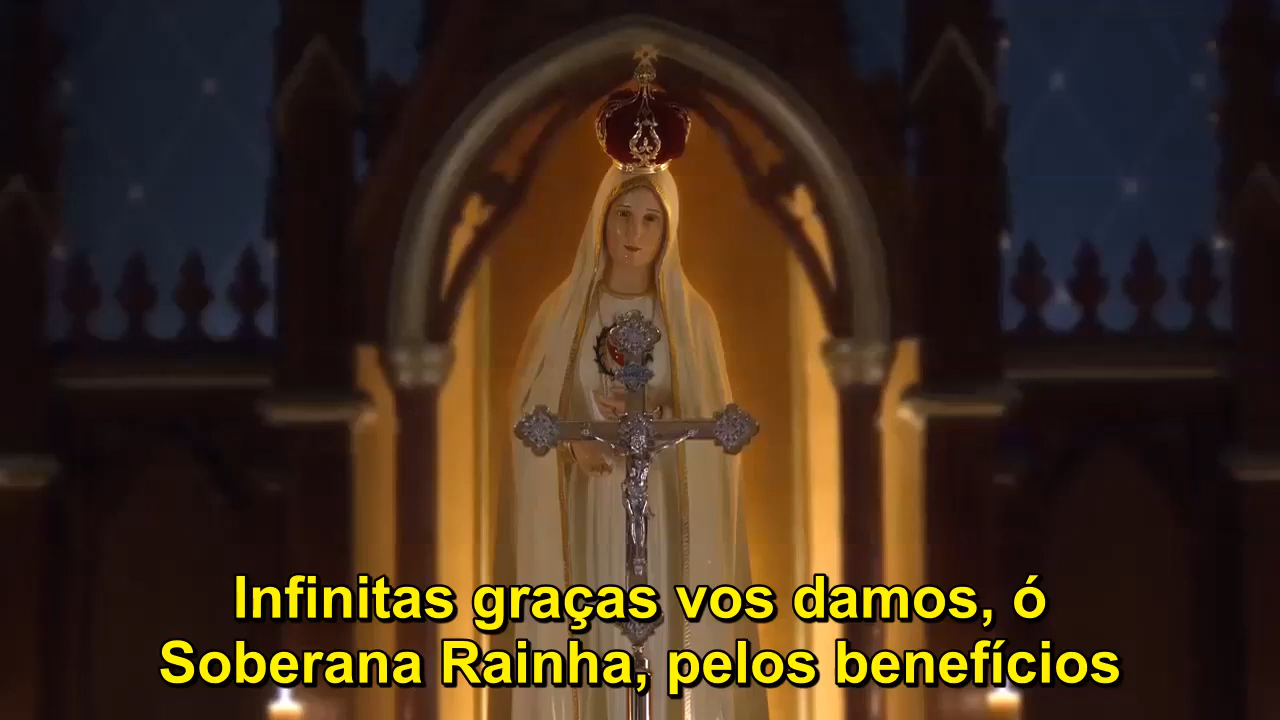 Infinitas graças vos damos, ó
Soberana Rainha, pelos benefícios